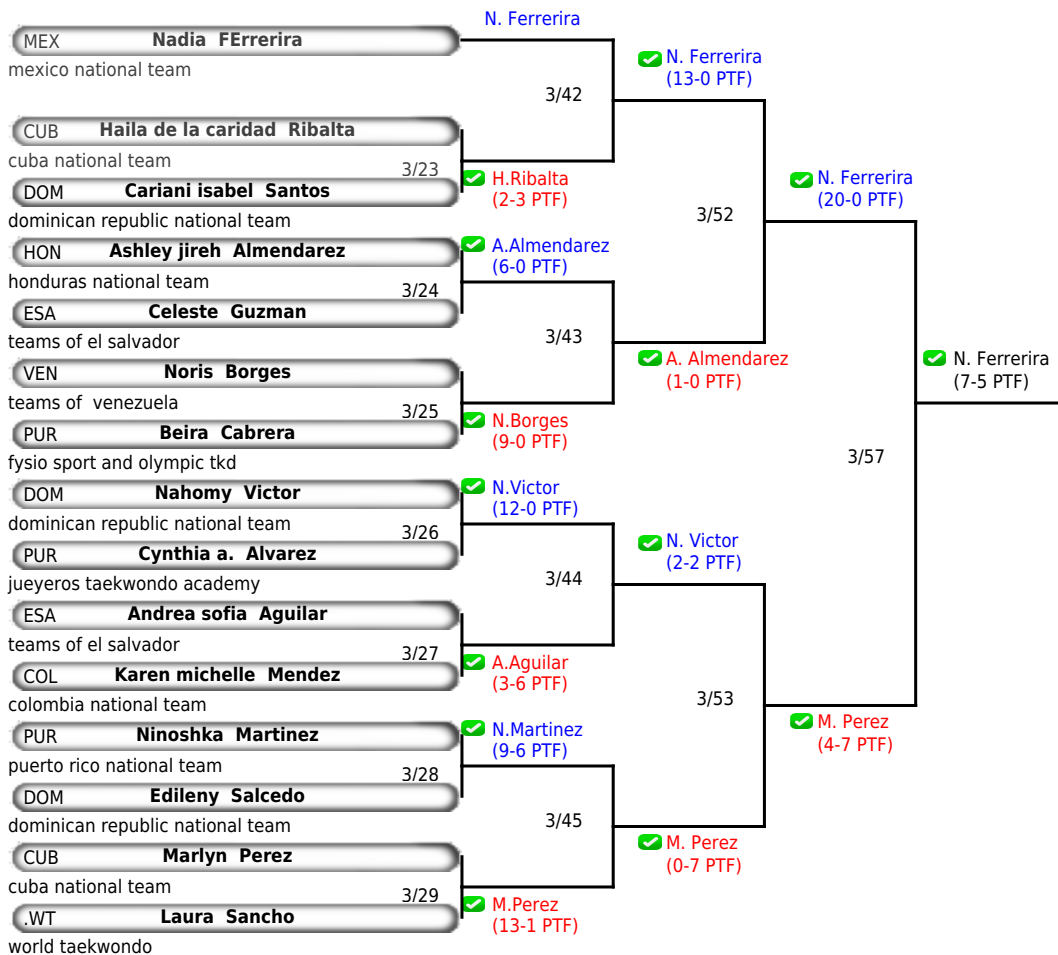 N. Ferrerira
MEX Nadia FErrerira
mexico national team
N. Ferrerira
(13-0 PTF)
3/42
CUB Haila de la caridad Ribalta
cuba national team
3/23
H.Ribalta
(2-3 PTF)
DOM Cariani isabel Santos
dominican republic national team
N. Ferrerira
(20-0 PTF)
3/52
HON Ashley jireh Almendarez
honduras national team
A.Almendarez
(6-0 PTF)
3/24
ESA Celeste Guzman
teams of el salvador
3/43
A. Almendarez
(1-0 PTF)
N. Ferrerira
(7-5 PTF)
VEN Noris Borges
teams of venezuela
3/25
N.Borges
(9-0 PTF)
PUR Beira Cabrera
fysio sport and olympic tkd
3/57
DOM Nahomy Victor
dominican republic national team
N.Victor
(12-0 PTF)
3/26
PUR Cynthia a. Alvarez
jueyeros taekwondo academy
N. Victor
(2-2 PTF)
3/44
ESA Andrea sofia Aguilar
teams of el salvador
3/27
A.Aguilar
(3-6 PTF)
COL Karen michelle Mendez
colombia national team
3/53
M. Perez
(4-7 PTF)
PUR Ninoshka Martinez
puerto rico national team
N.Martinez
(9-6 PTF)
3/28
DOM Edileny Salcedo
dominican republic national team
3/45
M. Perez
(0-7 PTF)
CUB Marlyn Perez
cuba national team
3/29
M.Perez
(13-1 PTF)
.WT Laura Sancho
world taekwondo